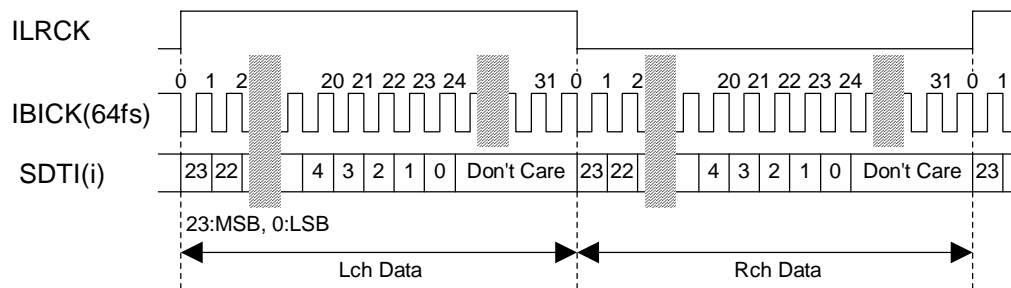 ILRCK
0 1 2 20 21 22 23 24 31 0 1 2 20 21 22 23 24 31 0 1
IBICK(64fs)
SDTI(i) 23 22 4 3 2 1 0 Don't Care 23 22 4 3 2 1 0 Don't Care 23
23:MSB, 0:LSB
Lch Data Rch Data